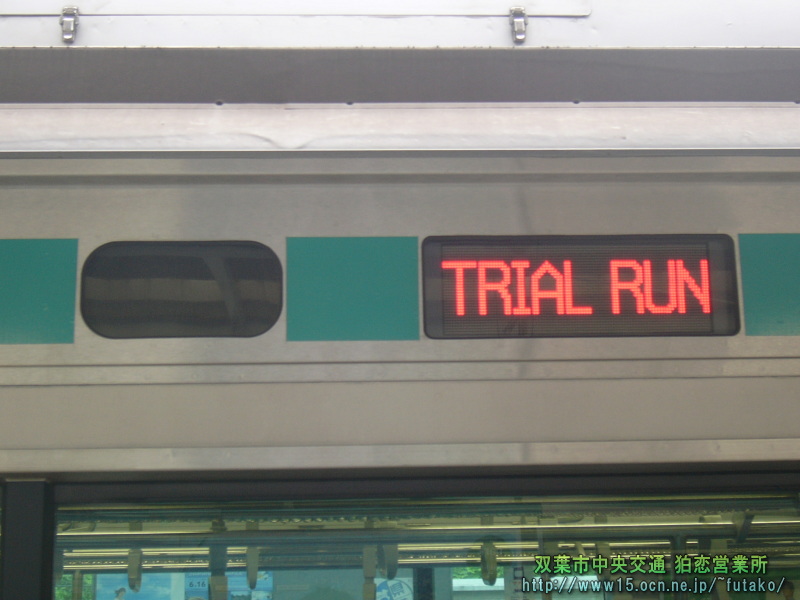 TRIAL RUN
双葉市中央交通 狛恋営業所
http://www15.ocn.ne.jp/~futako/